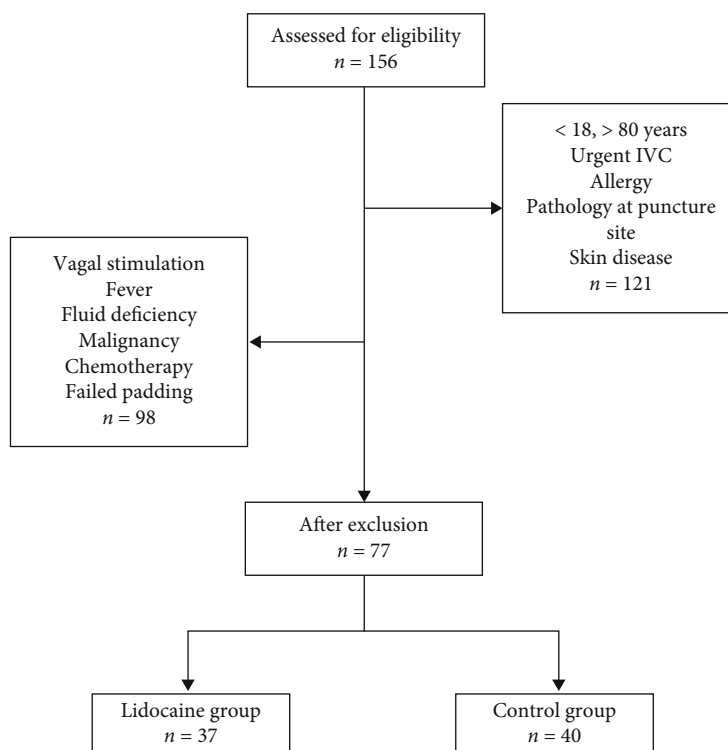 Assessed for eligibility
n = 156
< 18, > 80 years
Urgent IVC
Allergy
Pathology at puncture
site
Skin disease
n = 121
Vagal stimulation
Fever
Fluid deficiency
Malignancy
Chemotherapy
Failed padding
n = 98
After exclusion
n = 77
Lidocaine group
n = 37
Control group
n = 40